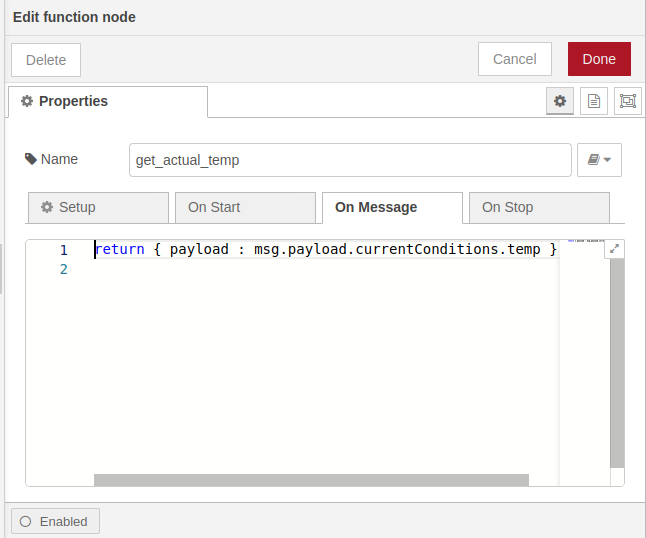 Edit function node
Delete
Cancel
Done
Properties
Name
get_actual_temp
Setup
On Start
On Message
On Stop
1 return { payload : msg.payload.currentConditions.temp }
2
Enabled